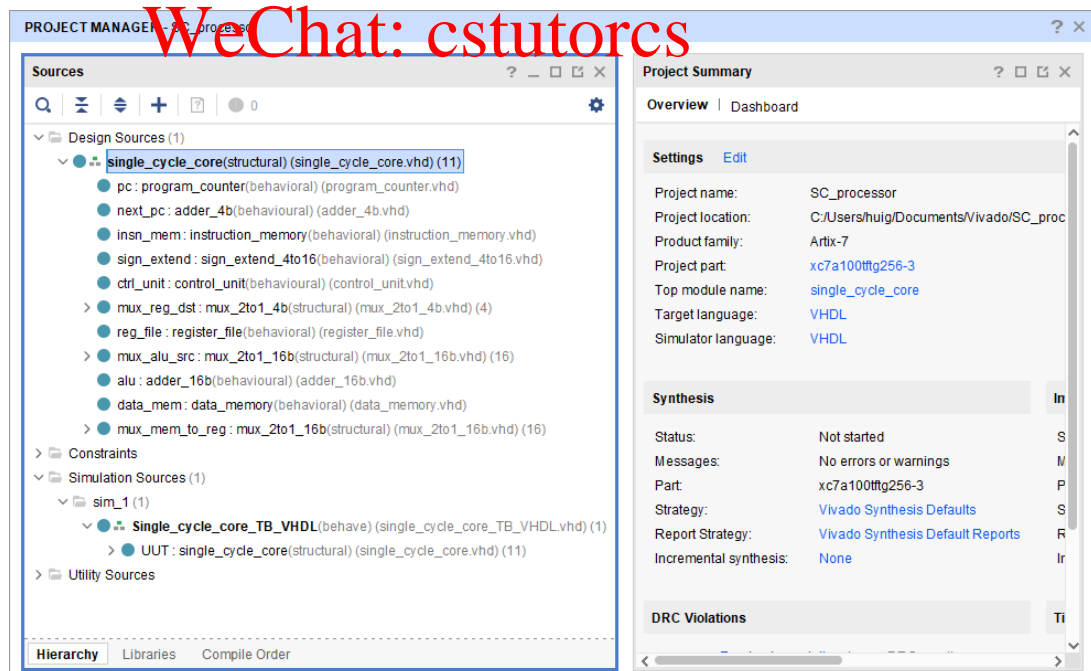 PROJECT MANAGER - SC_processor
WeChat: cstutorcs
Sources
0
Design Sources (1)
single_cycle_core(structural) (single_cycle_core.vhd) (11)
pc : program_counter(behavioral) (program_counter.vhd)
next_pc : adder_4b(behavioural) (adder_4b.vhd)
insn_mem : instruction_memory(behavioral) (instruction_memory.vhd)
sign_extend : sign_extend_4to16(behavioral) (sign_extend_4to16.vhd)
ctrl_unit : control_unit(behavioural) (control_unit.vhd)
mux_reg_dst : mux_2to1_4b(structural) (mux_2to1_4b.vhd) (4)
reg_file : register_file(behavioral) (register_file.vhd)
mux_alu_src : mux_2to1_16b(structural) (mux_2to1_16b.vhd) (16)
alu : adder_16b(behavioural) (adder_16b.vhd)
data_mem : data_memory(behavioral) (data_memory.vhd)
mux_mem_to_reg : mux_2to1_16b(structural) (mux_2to1_16b.vhd) (16)
Constraints
Simulation Sources (1)
sim_1 (1)
Single_cycle_core_TB_VHDL(behave) (single_cycle_core_TB_VHDL.vhd) (1)
UUT : single_cycle_core(structural) (single_cycle_core.vhd) (11)
Utility Sources
Hierarchy Libraries Compile Order
Project Summary
Overview | Dashboard
Settings Edit
Project name: SC_processor
Project location: C:/Users/huig/Documents/Vivado/SC_proc
Product family: Artix-7
Project part: xc7a100tftg256-3
Top module name: single_cycle_core
Target language: VHDL
Simulator language: VHDL
Synthesis
Status: Not started
Messages: No errors or warnings
Part: xc7a100tftg256-3
Strategy: Vivado Synthesis Defaults
Report Strategy: Vivado Synthesis Default Reports
Incremental synthesis: None
DRC Violations